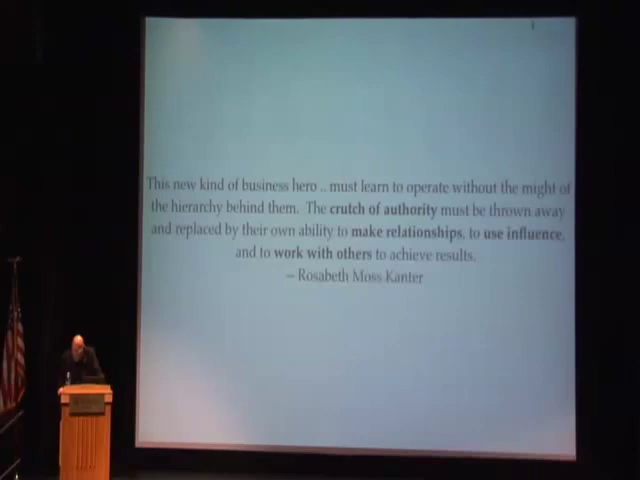 This new kind of business hero .. must learn to operate without the might of
the hierarchy behind them. The crutch of authority must be thrown away
and replaced by their own ability to make relationships, to use influence,
and to work with others to achieve results.
– Rosabeth Moss Kanter